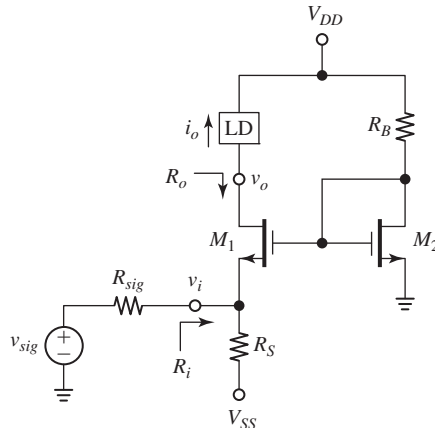 V_DD
i_o
LD
R_B
R_o
v_o
M_1
M_2
R_sig
v_i
v_sig
+
−
R_i
R_S
V_SS